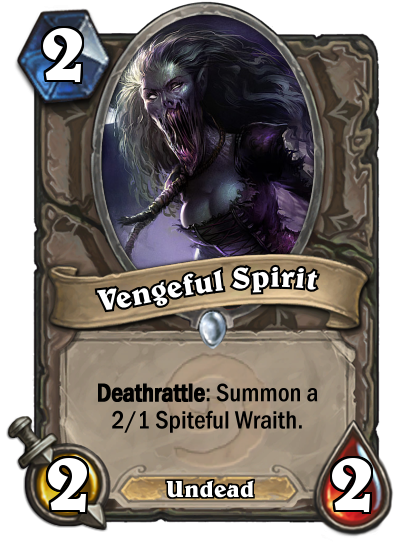 2
Vengeful Spirit
Deathrattle: Summon a
2/1 Spiteful Wraith.
2
Undead
2